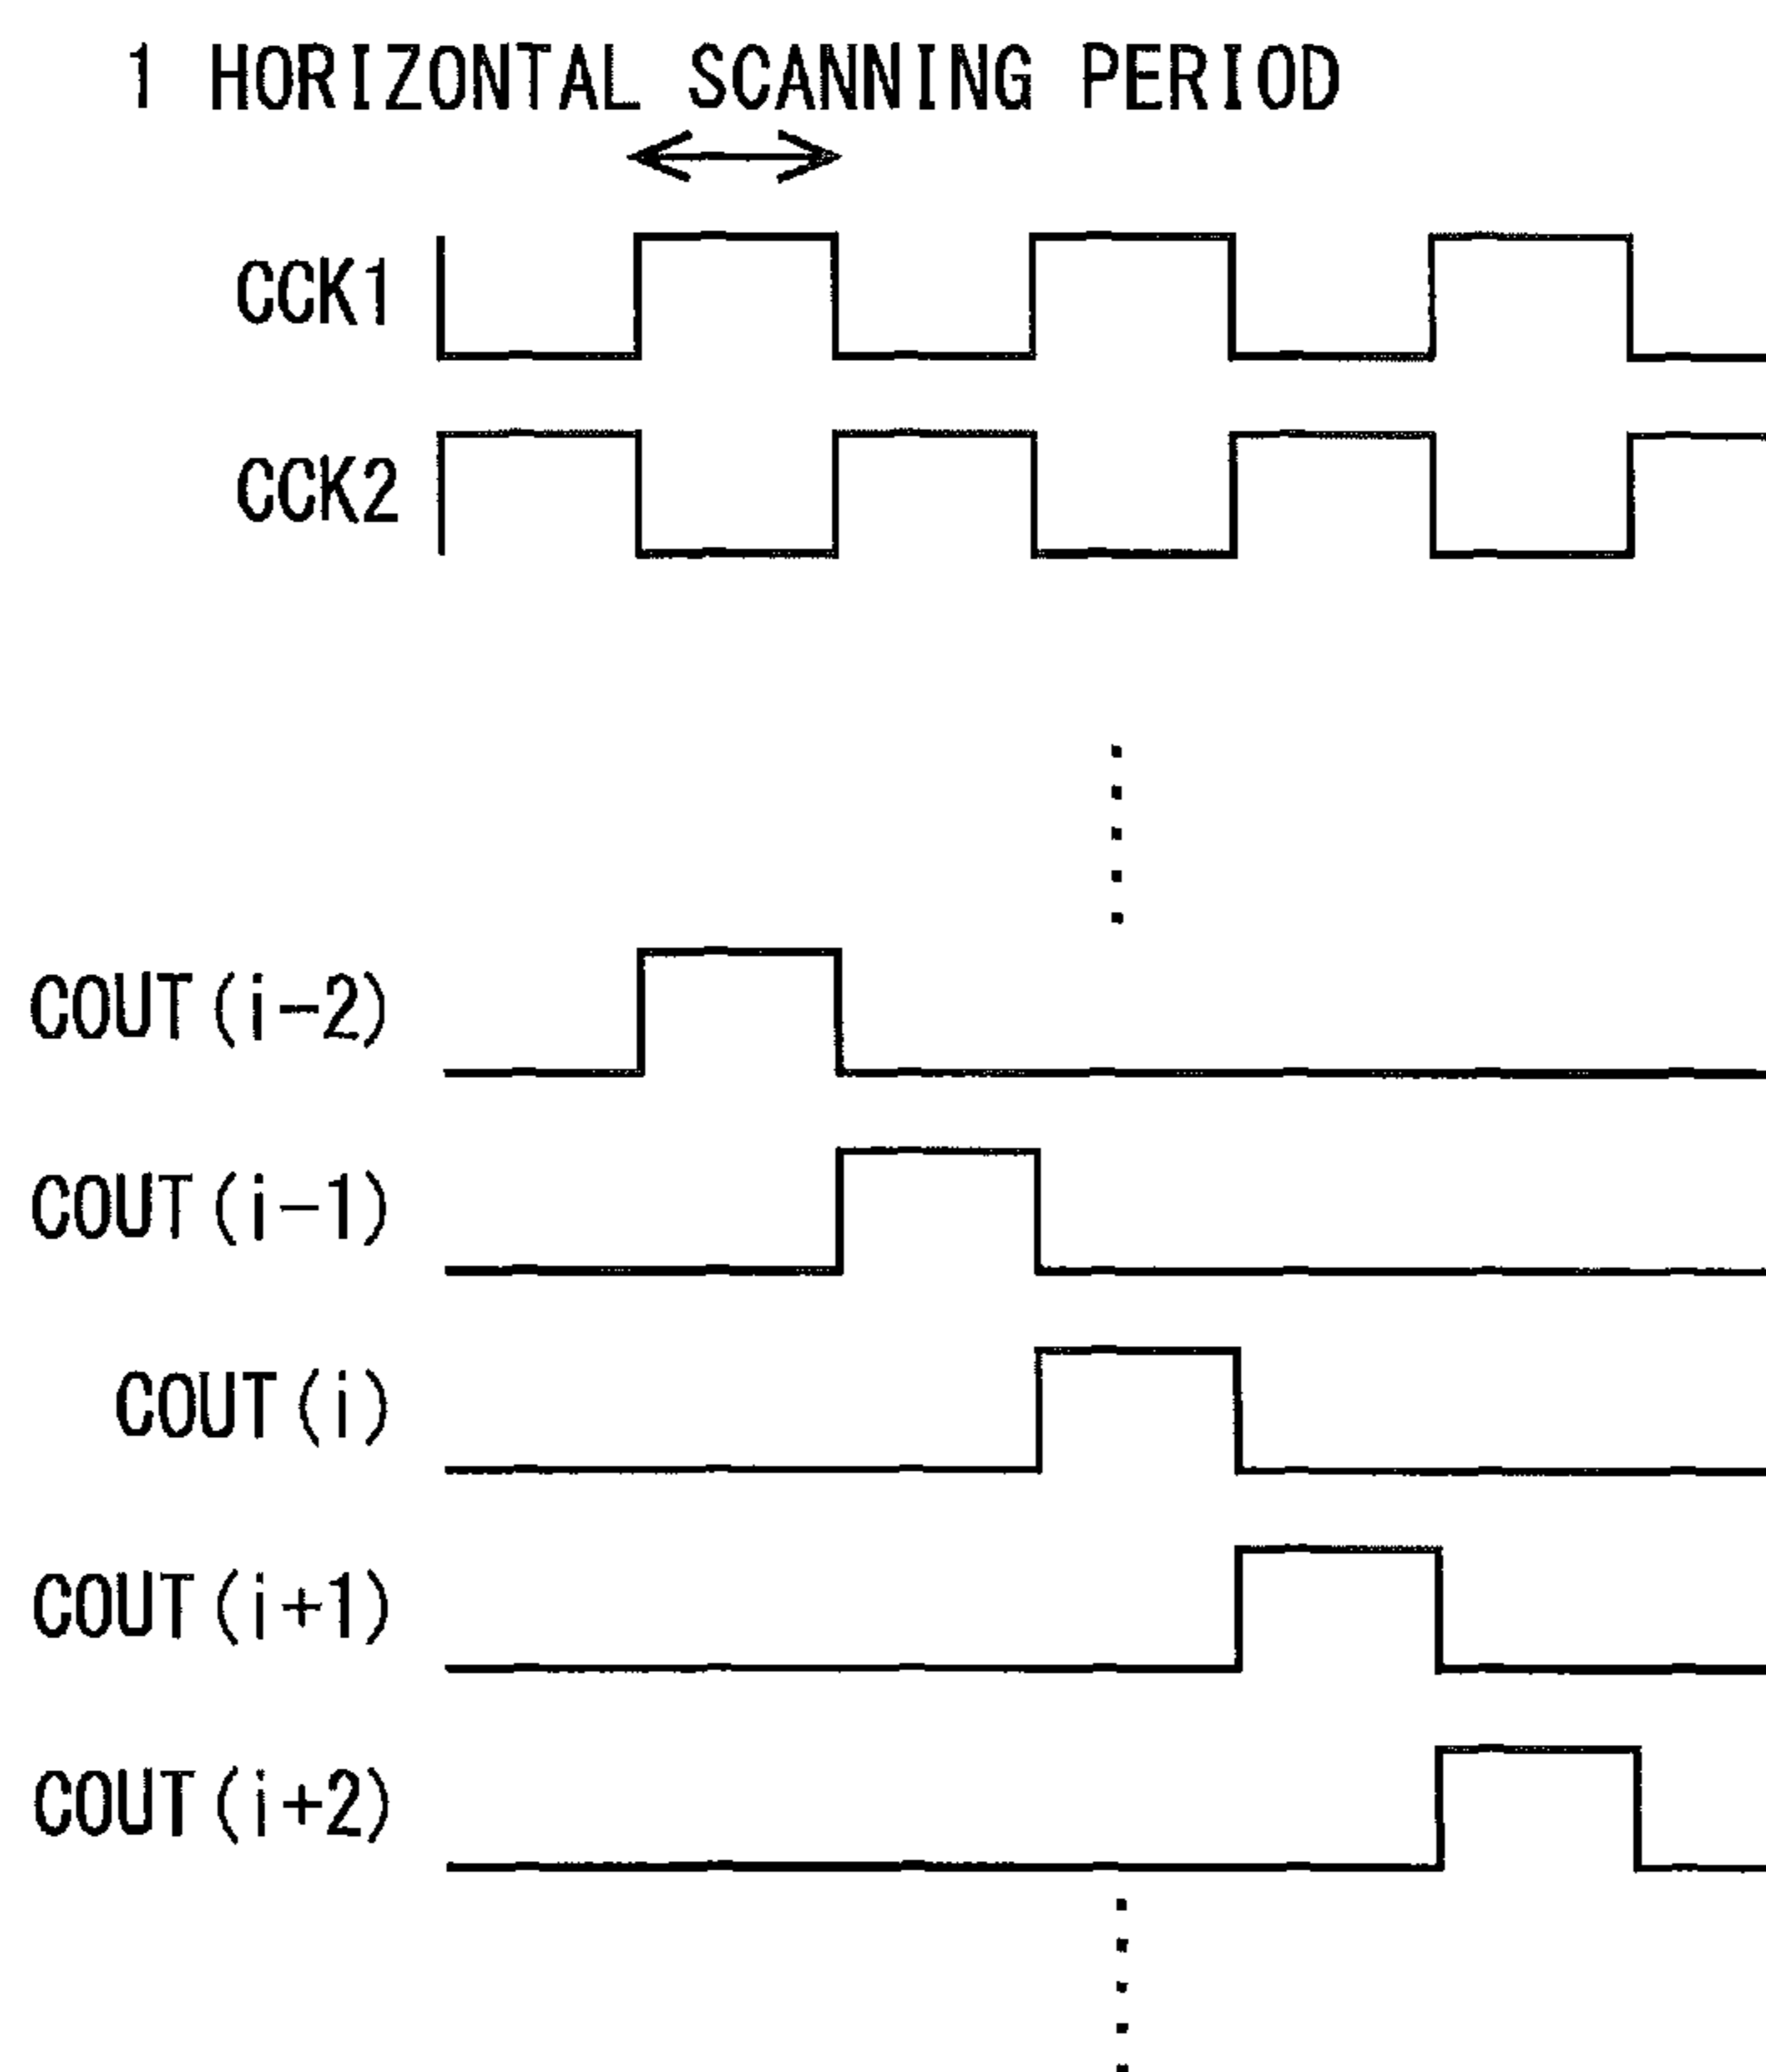 1 HORIZONTAL SCANNING PERIOD
CCK1
CCK2
COUT(i-2)
COUT(i-1)
COUT(i)
COUT(i+1)
COUT(i+2)